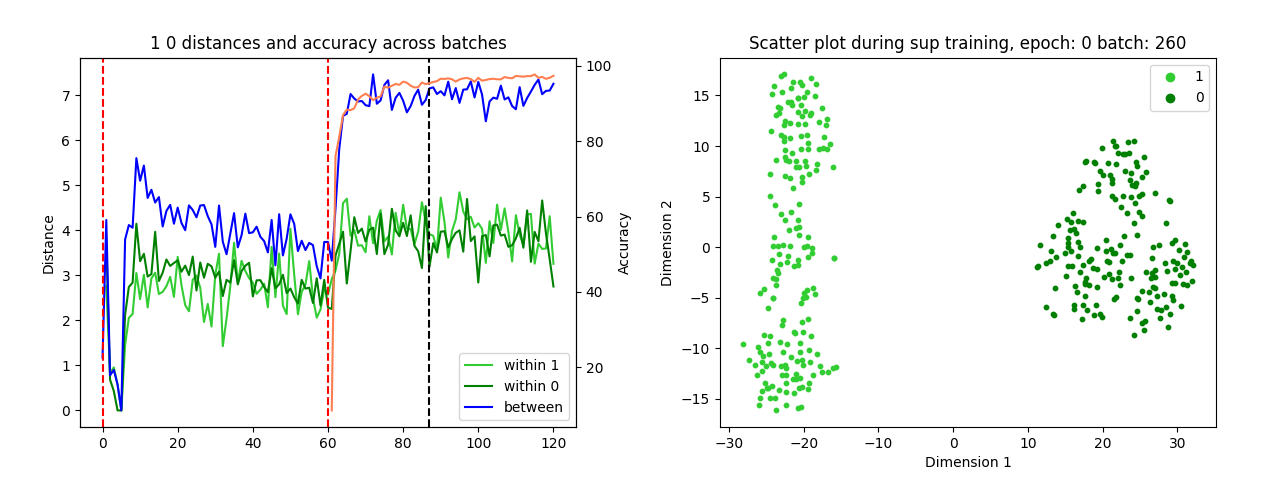 1 0 distances and accuracy across batches
Distance
7
6
5
4
3
2
1
0
100
80
60
40
20
Accuracy
within 1
within 0
between
0 20 40 60 80 100 120
Scatter plot during sup training, epoch: 0 batch: 260
Dimension 2
15
10
5
0
−5
−10
−15
1
0
−30 −20 −10 0 10 20 30
Dimension 1